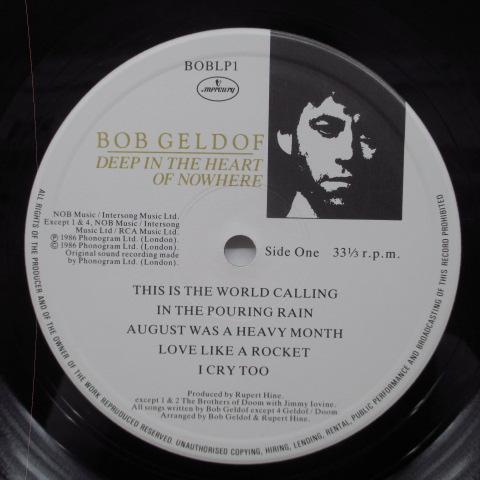 BOBLP1
mercury
BOB GELDOF
DEEP IN THE HEART
OF NOWHERE
NOB Music / Intersong Music Ltd.
Except 1 & 4, NOB Music / Intersong
Music Ltd / RCA Music Ltd.
Ⓟ 1986 Phonogram Ltd. (London).
© 1986 Phonogram Ltd. (London).
Original sound recording made
by Phonogram Ltd. (London).
Side One 33⅓ r.p.m.
THIS IS THE WORLD CALLING
IN THE POURING RAIN
AUGUST WAS A HEAVY MONTH
LOVE LIKE A ROCKET
I CRY TOO
Produced by Rupert Hine.
except 1 & 2 The Brothers of Doom with Jimmy Iovine.
All songs written by Bob Geldof except 4 Geldof / Doom
Arranged by Bob Geldof & Rupert Hine.
ALL RIGHTS OF THE PRODUCER AND OF THE OWNER OF THE WORK REPRODUCED RESERVED. UNAUTHORISED COPYING, HIRING, LENDING, RENTAL, PUBLIC PERFORMANCE AND BROADCASTING OF THIS RECORD PROHIBITED